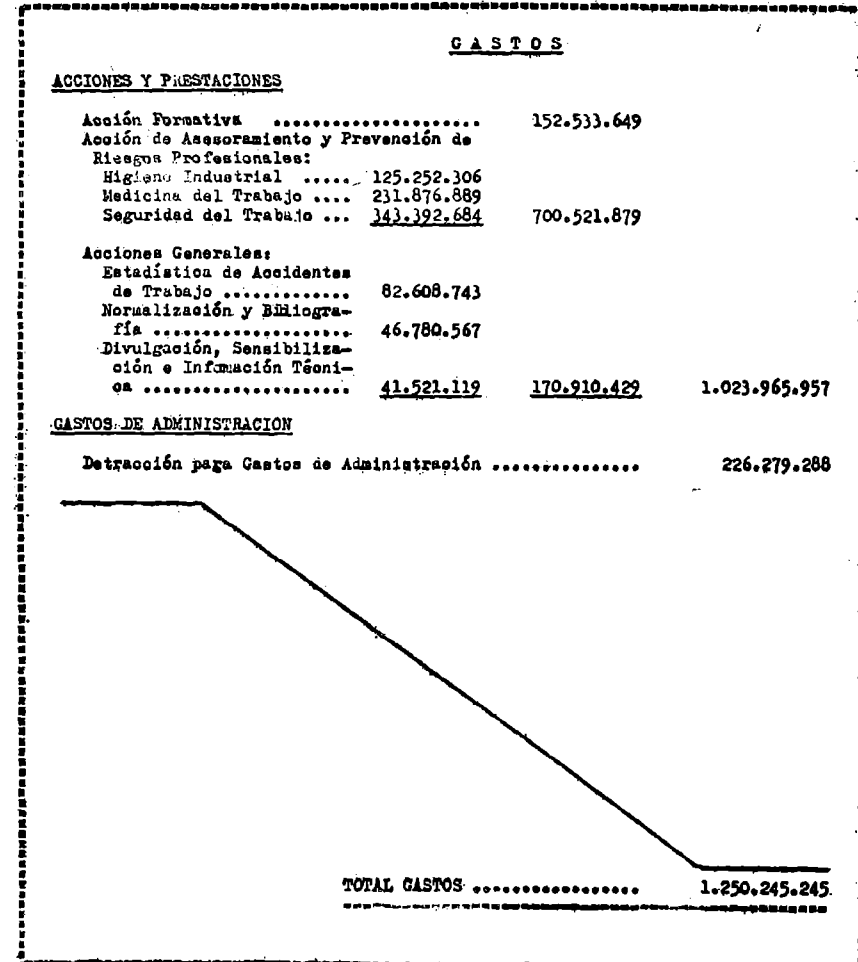 G A S T O S
ACCIONES Y PRESTACIONES
Acción Formativa ...................... 152.533.649
Acción de Asesoramiento y Prevención de
Riesgos Profesionales:
Higiene Industrial ..... 125.252.306
Medicina del Trabajo .... 231.876.889
Seguridad del Trabajo ... 343.392.684 700.521.879
Acciones Generales:
Estadística de Accidentes
de Trabajo ............. 82.608.743
Normalización y Bibliogra-
fía ..................... 46.780.567
Divulgación, Sensibiliza-
ción e Infomación Técni-
ca ...................... 41.521.119 170.910.429 1.023.965.957
GASTOS DE ADMINISTRACION
Detracción para Gastos de Administración ............... 226.279.288
TOTAL GASTOS ................. 1.250.245.245